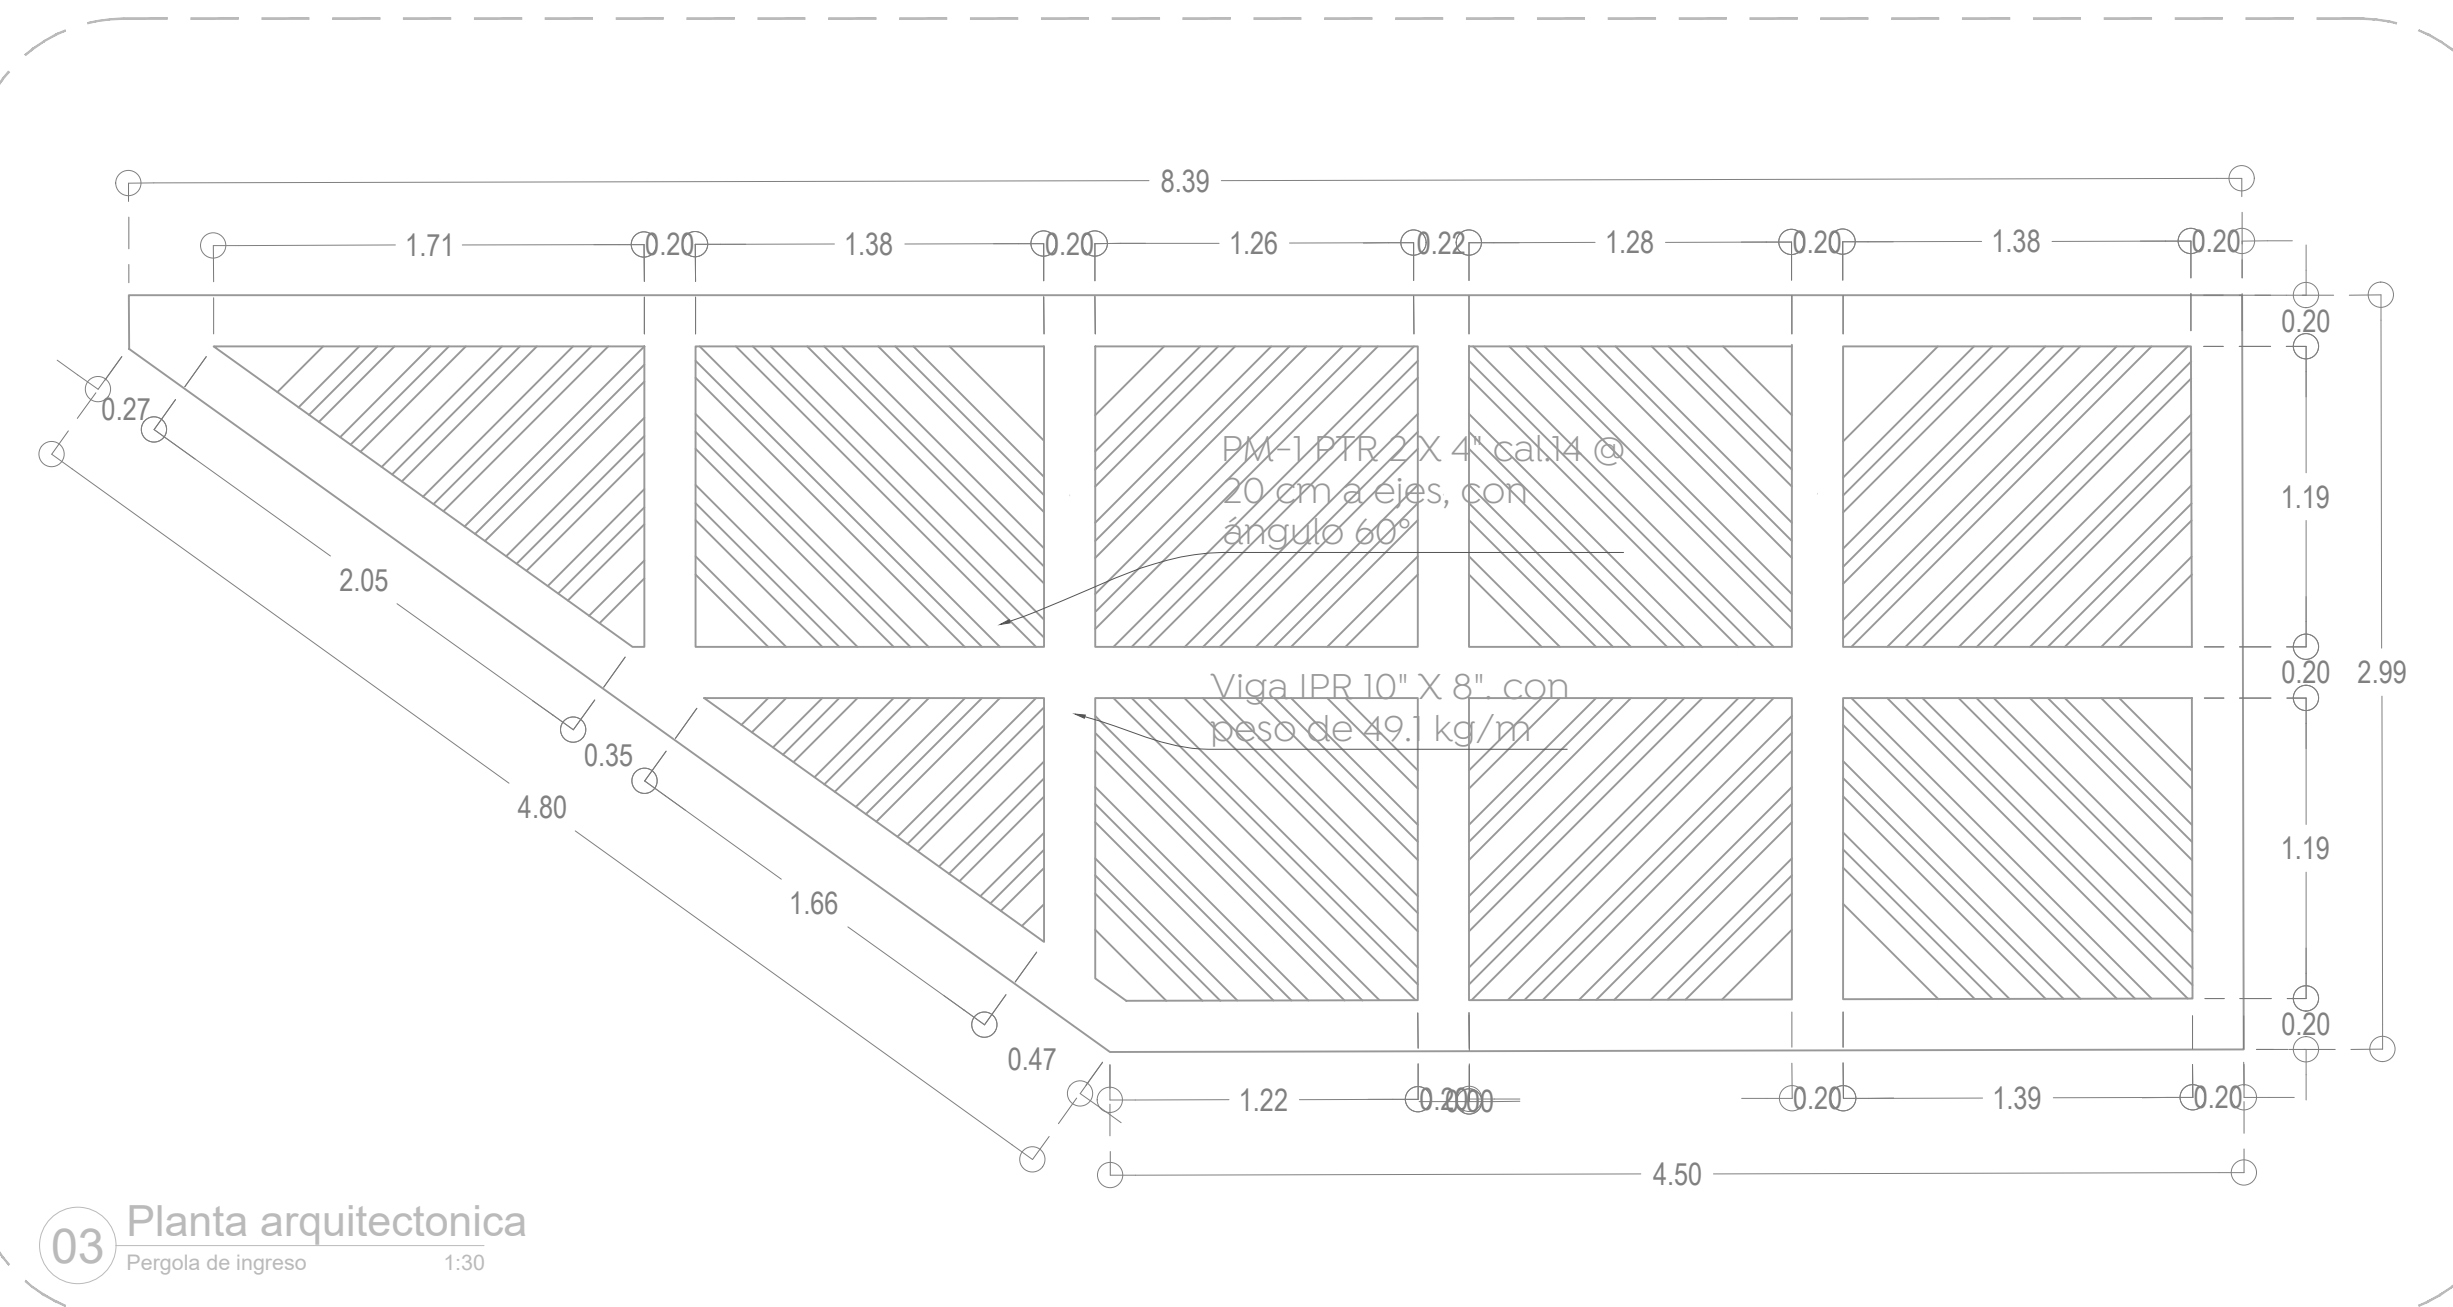 8.39
1.71 0.20 1.38 0.20 1.26 0.22 1.28 0.20 1.38 0.20
0.20
0.27
PM-1 PTR 2 X 4" cal.14 @
20 cm a ejes, con
ángulo 60°
1.19
2.05
Viga IPR 10" X 8". con
peso de 49.1 kg/m
0.20 2.99
0.35
4.80
1.19
1.66
0.20
0.47
1.22 0.20 0.00 0.20 1.39 0.20
4.50
03 Planta arquitectonica
Pergola de ingreso 1:30